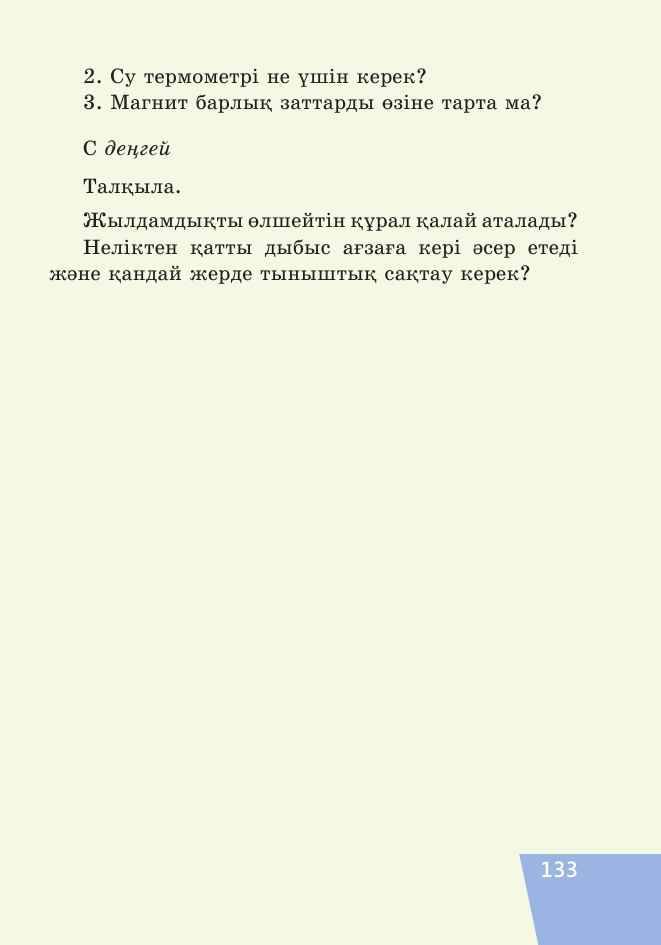 2. Су термометрі не үшін керек?
3. Магнит барлық заттарды өзіне тарта ма?
С деңгей
Талқыла.
Жылдамдықты өлшейтін құрал қалай аталады?
Неліктен қатты дыбыс ағзаға кері әсер етеді
және қандай жерде тыныштық сақтау керек?
133